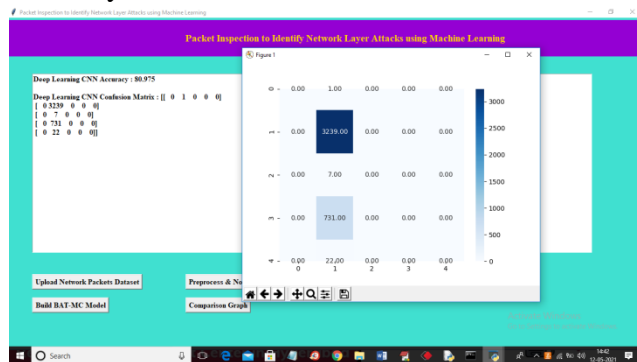 Packet Inspection to Identify Network Layer Attacks using Machine Learning
Packet Inspection to Identify Network Layer Attacks using Machine Learning
Figure 1
Deep Learning CNN Accuracy : 80.975
Deep Learning CNN Confusion Matrix : [[ 0 1 0 0 0]
[ 0 3239 0 0 0]
[ 0 7 0 0 0]
[ 0 731 0 0 0]
[ 0 22 0 0 0]]
0 - 0.00 1.00 0.00 0.00 0.00
1 - 0.00 3239.00 0.00 0.00 0.00
2 - 0.00 7.00 0.00 0.00 0.00
3 - 0.00 731.00 0.00 0.00 0.00
4 - 0.00 22.00 0.00 0.00 0.00
0 1 2 3 4
- 3000
- 2500
- 2000
- 1500
- 1000
- 500
- 0
Upload Network Packets Dataset
Preprocess & No
Build BAT-MC Model
Comparison Graph
Search
14:42
12-05-2021